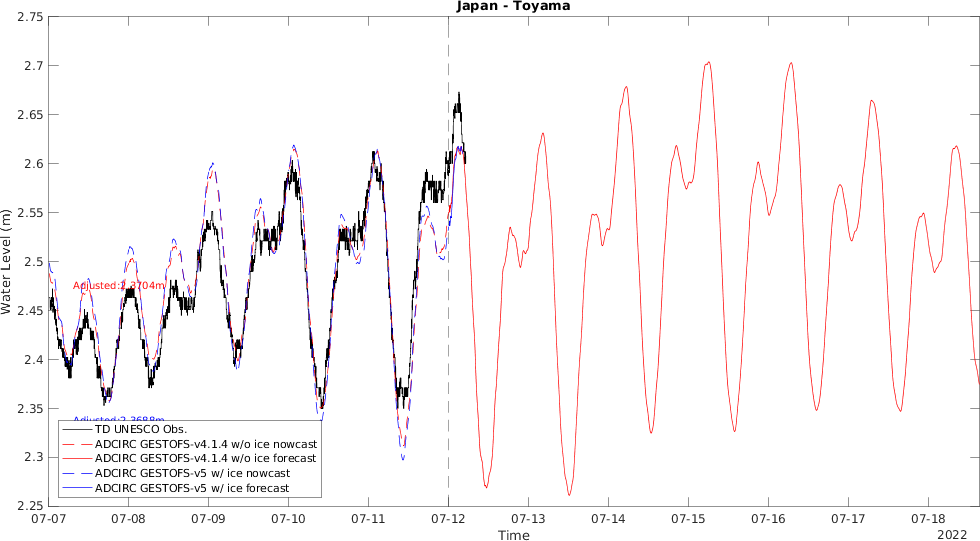 Japan - Toyama
2.75
2.7
2.65
2.6
2.55
2.5
2.45
2.4
2.35
2.3
2.25
Water Level (m)
Adjusted:2.3704m
Adjusted:2.3688m
TD UNESCO Obs.
ADCIRC GESTOFS-v4.1.4 w/o ice nowcast
ADCIRC GESTOFS-v4.1.4 w/o ice forecast
ADCIRC GESTOFS-v5 w/ ice nowcast
ADCIRC GESTOFS-v5 w/ ice forecast
07-07 07-08 07-09 07-10 07-11 07-12 07-13 07-14 07-15 07-16 07-17 07-18
Time
2022